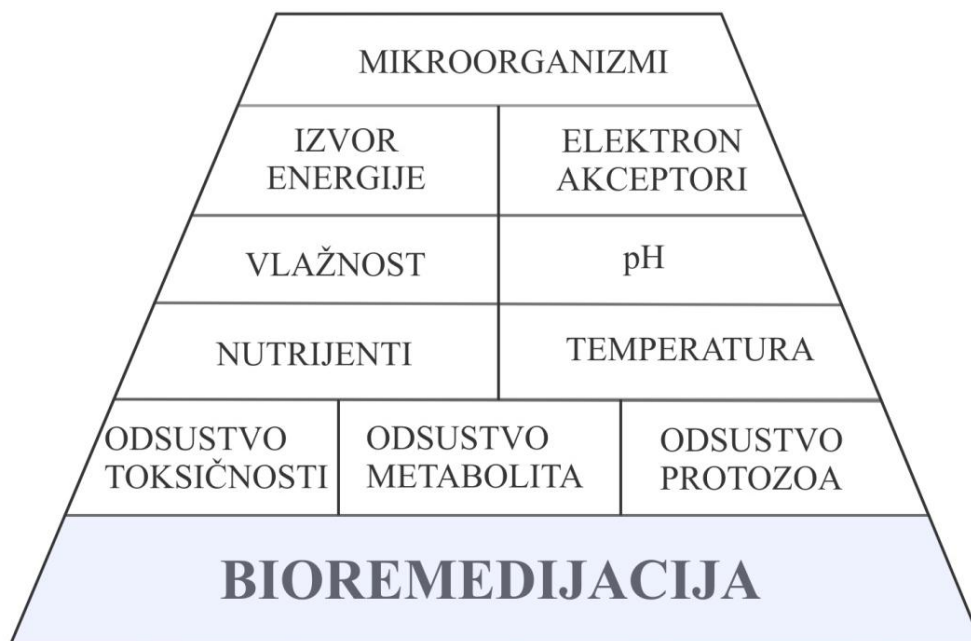 MIKROORGANIZMI
IZVOR
ENERGIJE
ELEKTRON
AKCEPTORI
VLAŽNOST
pH
NUTRIJENTI
TEMPERATURA
ODSUSTVO
TOKSIČNOSTI
ODSUSTVO
METABOLITA
ODSUSTVO
PROTOZOA
BIOREMEDIJACIJA